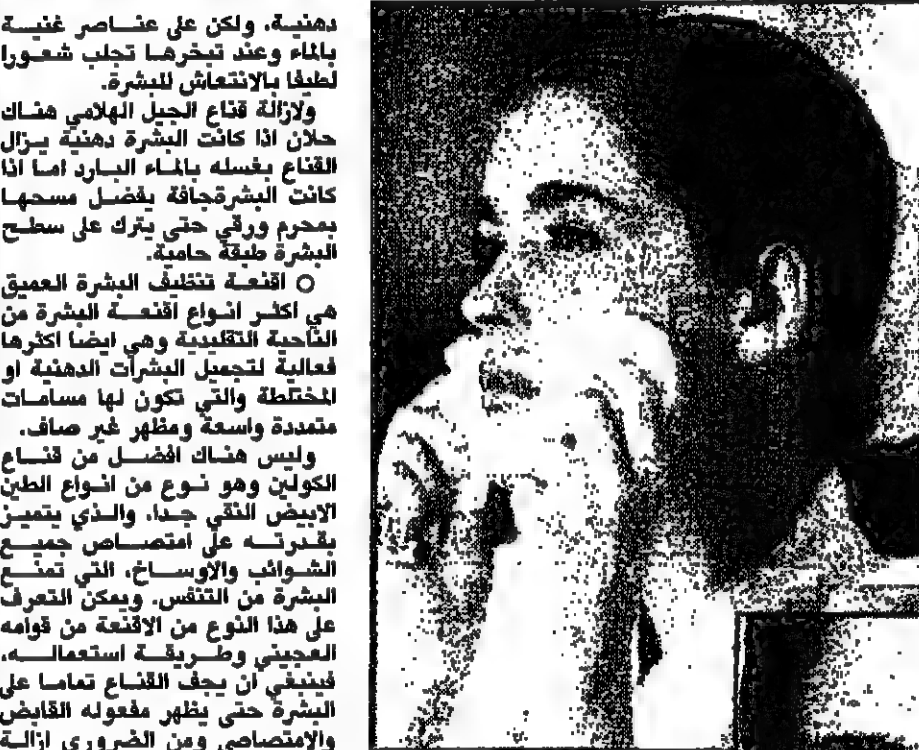 دهنية، ولكن على عناصر غنية
بالماء وعند تبخرها تجلب شعورا
لطيفا بالانتعاش للبشرة.
ولازالة قناع الجيل الهلامي هناك
حلان اذا كانت البشرة دهنية يزال
القناع بغسله بالماء البارد اما اذا
كانت البشرةجافة يفضل مسحها
بمحرم ورقي حتى يترك على سطح
البشرة طبقة حامية.
○ اقنعة تنظيف البشرة العميق
هي اكثر انواع اقنعة البشرة من
الناحية التقليدية وهي ايضا اكثرها
فعالية لتجميل البشرات الدهنية او
المختلطة والتي تكون لها مسامات
متمددة واسعة ومظهر غير صاف.
وليس هناك افضل من قناع
الكولين وهو نوع من انواع الطين
الابيض النقي جدا، والذي يتميز
بقدرته على امتصاص جميع
الشوائب والاوساخ، التي تمنع
البشرة من التنفس. ويمكن التعرف
على هذا النوع من الاقنعة من قوامه
العجيني وطريقة استعماله،
فينبغي ان يجف القناع تماما على
البشرة حتى يظهر مفعوله القابض
والامتصاصي ومن الضروري ازالة